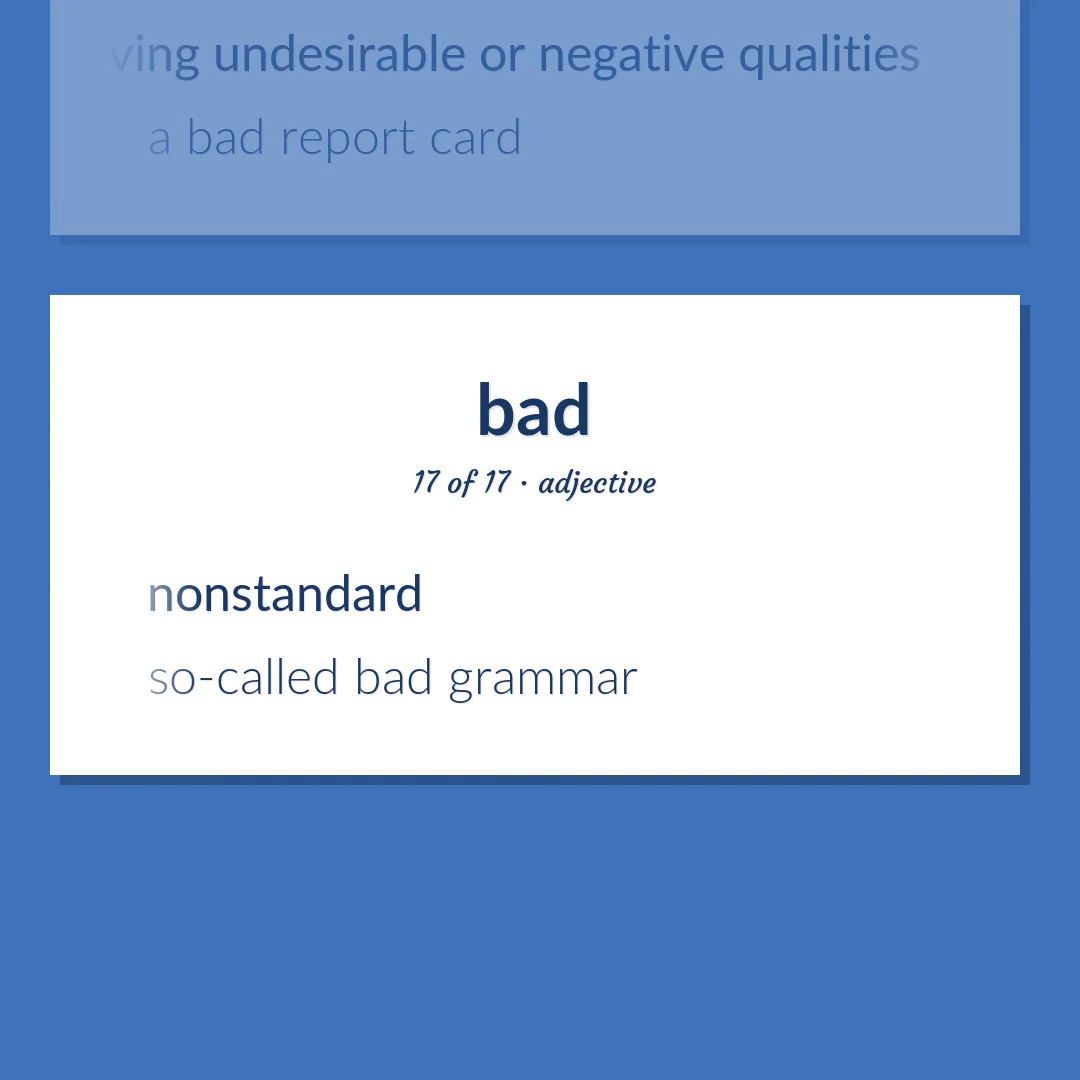 ving undesirable or negative qualities
a bad report card
bad
17 of 17 · adjective
nonstandard
so-called bad grammar